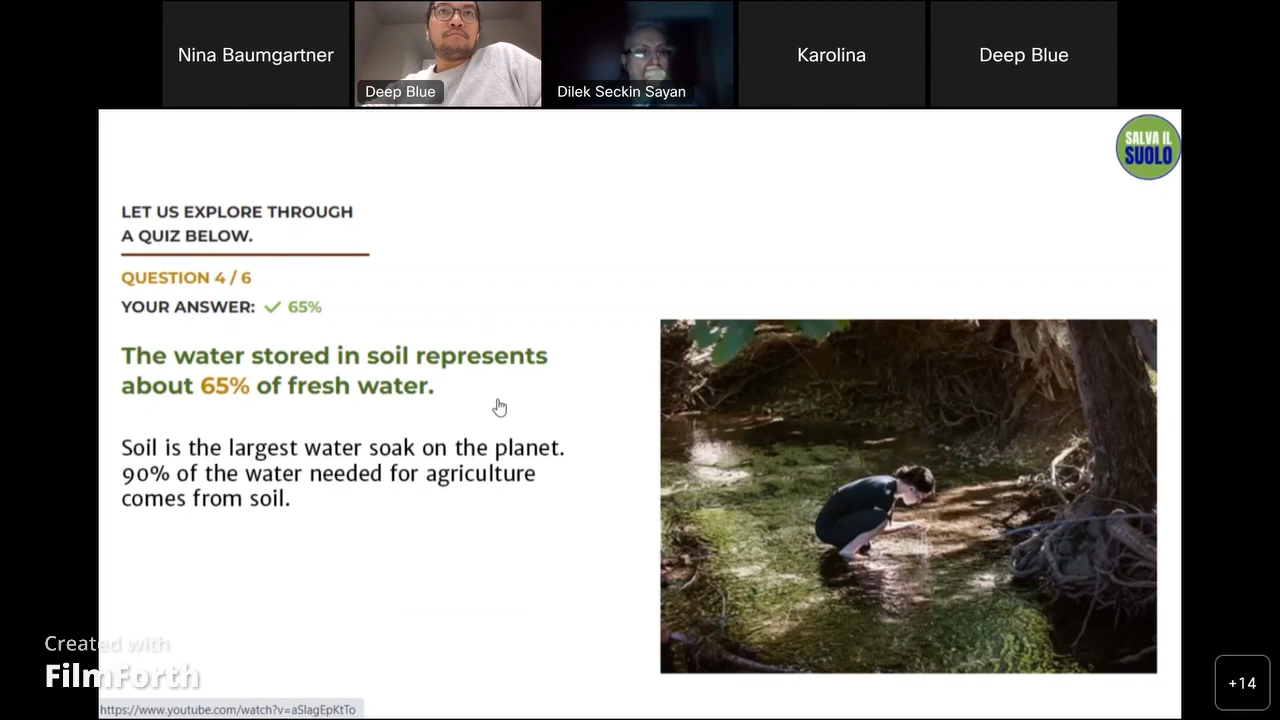 Nina Baumgartner
Deep Blue
Dilek Seckin Sayan
Karolina
Deep Blue
SALVA IL
SUOLO
LET US EXPLORE THROUGH
A QUIZ BELOW.
QUESTION 4 / 6
YOUR ANSWER: ✓ 65%
The water stored in soil represents
about 65% of fresh water.
Soil is the largest water soak on the planet.
90% of the water needed for agriculture
comes from soil.
Created with
FilmForth
https://www.youtube.com/watch?v=aSlagEpKtTo
+14